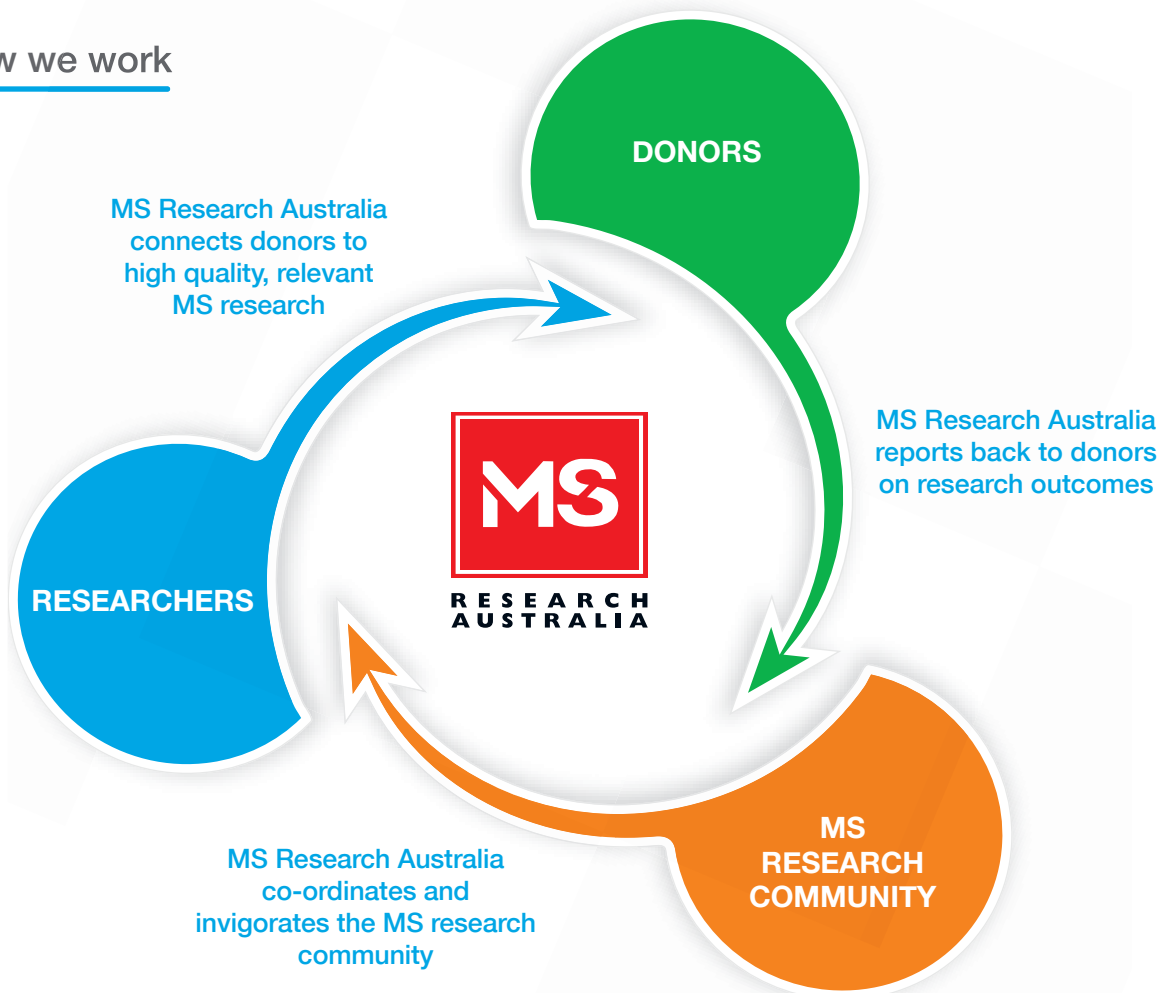 w we work
DONORS
MS Research Australia
connects donors to
high quality, relevant
MS research
MS
RESEARCH
AUSTRALIA
MS Research Australia
reports back to donors
on research outcomes
RESEARCHERS
MS
RESEARCH
COMMUNITY
MS Research Australia
co-ordinates and
invigorates the MS research
community